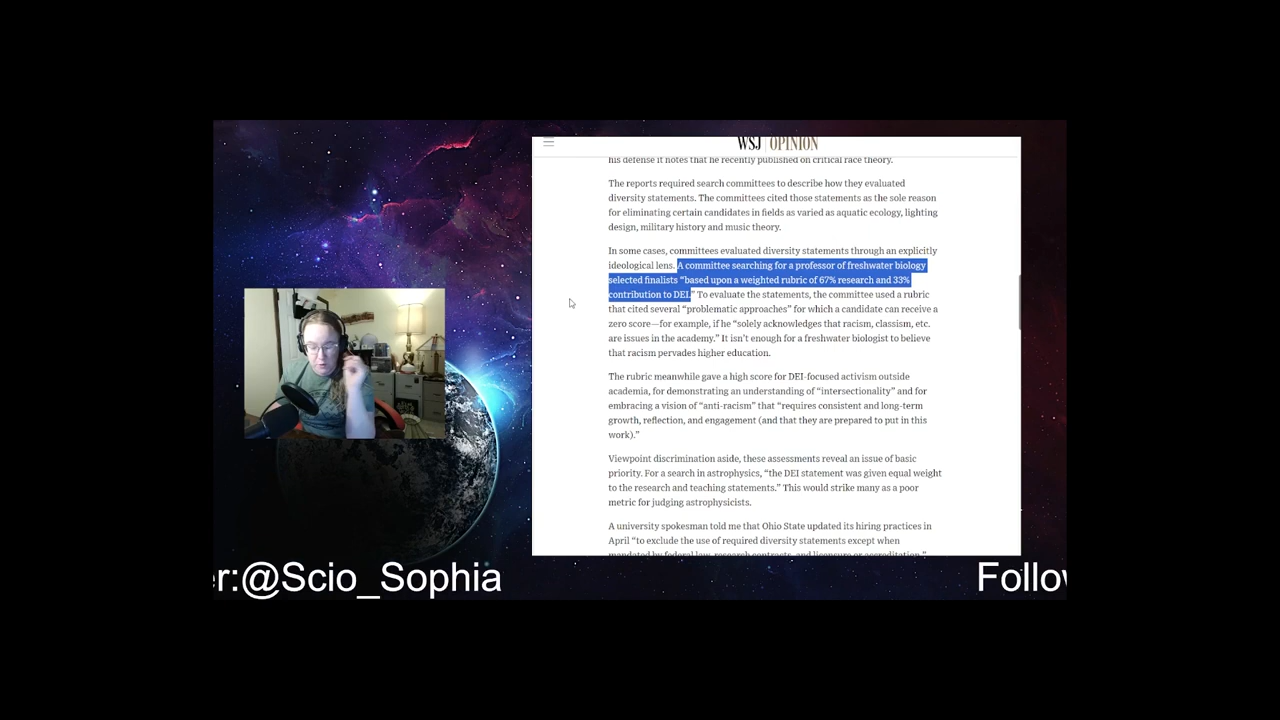 WSJ OPINION
his defense it notes that he recently published on critical race theory.
The reports required search committees to describe how they evaluated
diversity statements. The committees cited those statements as the sole reason
for eliminating certain candidates in fields as varied as aquatic ecology, lighting
design, military history and music theory.
In some cases, committees evaluated diversity statements through an explicitly
ideological lens. A committee searching for a professor of freshwater biology
selected finalists “based upon a weighted rubric of 67% research and 33%
contribution to DEI.” To evaluate the statements, the committee used a rubric
that cited several “problematic approaches” for which a candidate can receive a
zero score—for example, if he “solely acknowledges that racism, classism, etc.
are issues in the academy.” It isn’t enough for a freshwater biologist to believe
that racism pervades higher education.
The rubric meanwhile gave a high score for DEI-focused activism outside
academia, for demonstrating an understanding of “intersectionality” and for
embracing a vision of “anti-racism” that “requires consistent and long-term
growth, reflection, and engagement (and that they are prepared to put in this
work).”
Viewpoint discrimination aside, these assessments reveal an issue of basic
priority. For a search in astrophysics, “the DEI statement was given equal weight
to the research and teaching statements.” This would strike many as a poor
metric for judging astrophysicists.
A university spokesman told me that Ohio State updated its hiring practices in
April “to exclude the use of required diversity statements except when
mandated by federal law, research contracts, and licensure or accreditation.”
r:@Scio_Sophia Follow